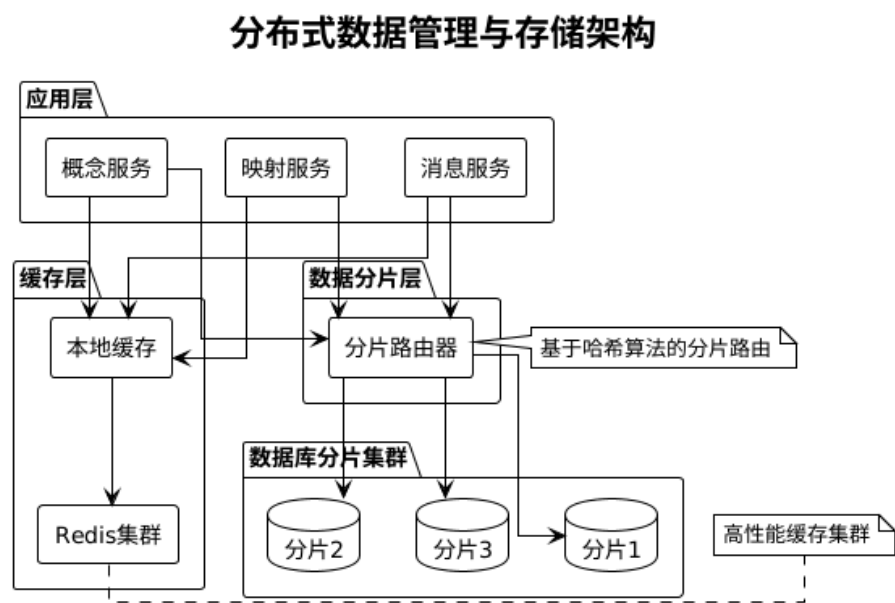 分布式数据管理与存储架构
应用层
概念服务
映射服务
消息服务
缓存层
数据分片层
本地缓存
分片路由器
基于哈希算法的分片路由
数据库分片集群
Redis集群
分片2
分片3
分片1
高性能缓存集群